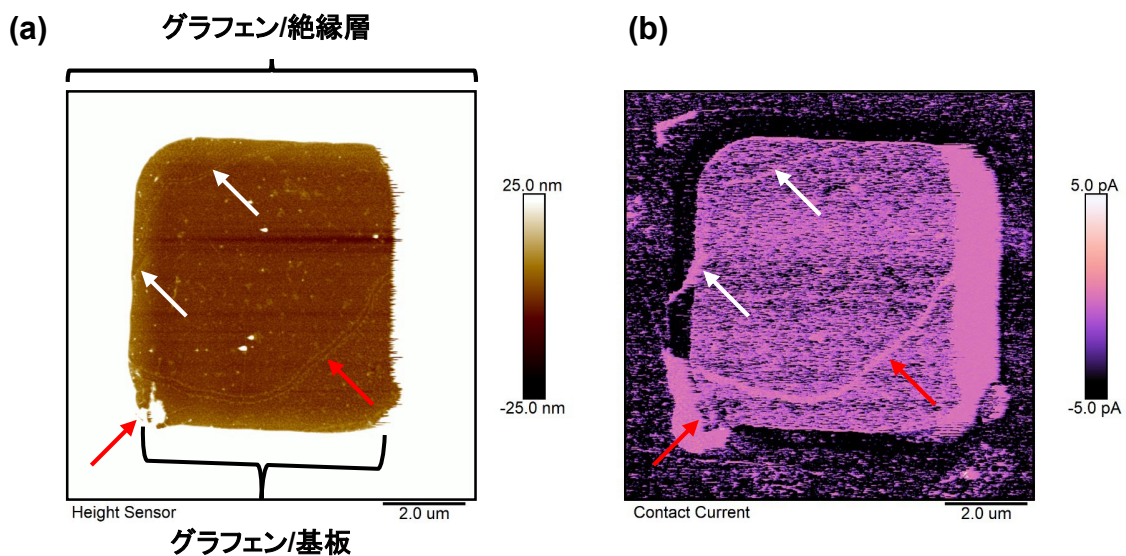 (a)
グラフェン/絶縁層
25.0 nm
-25.0 nm
Height Sensor
2.0 um
グラフェン/基板
(b)
5.0 pA
-5.0 pA
Contact Current
2.0 um